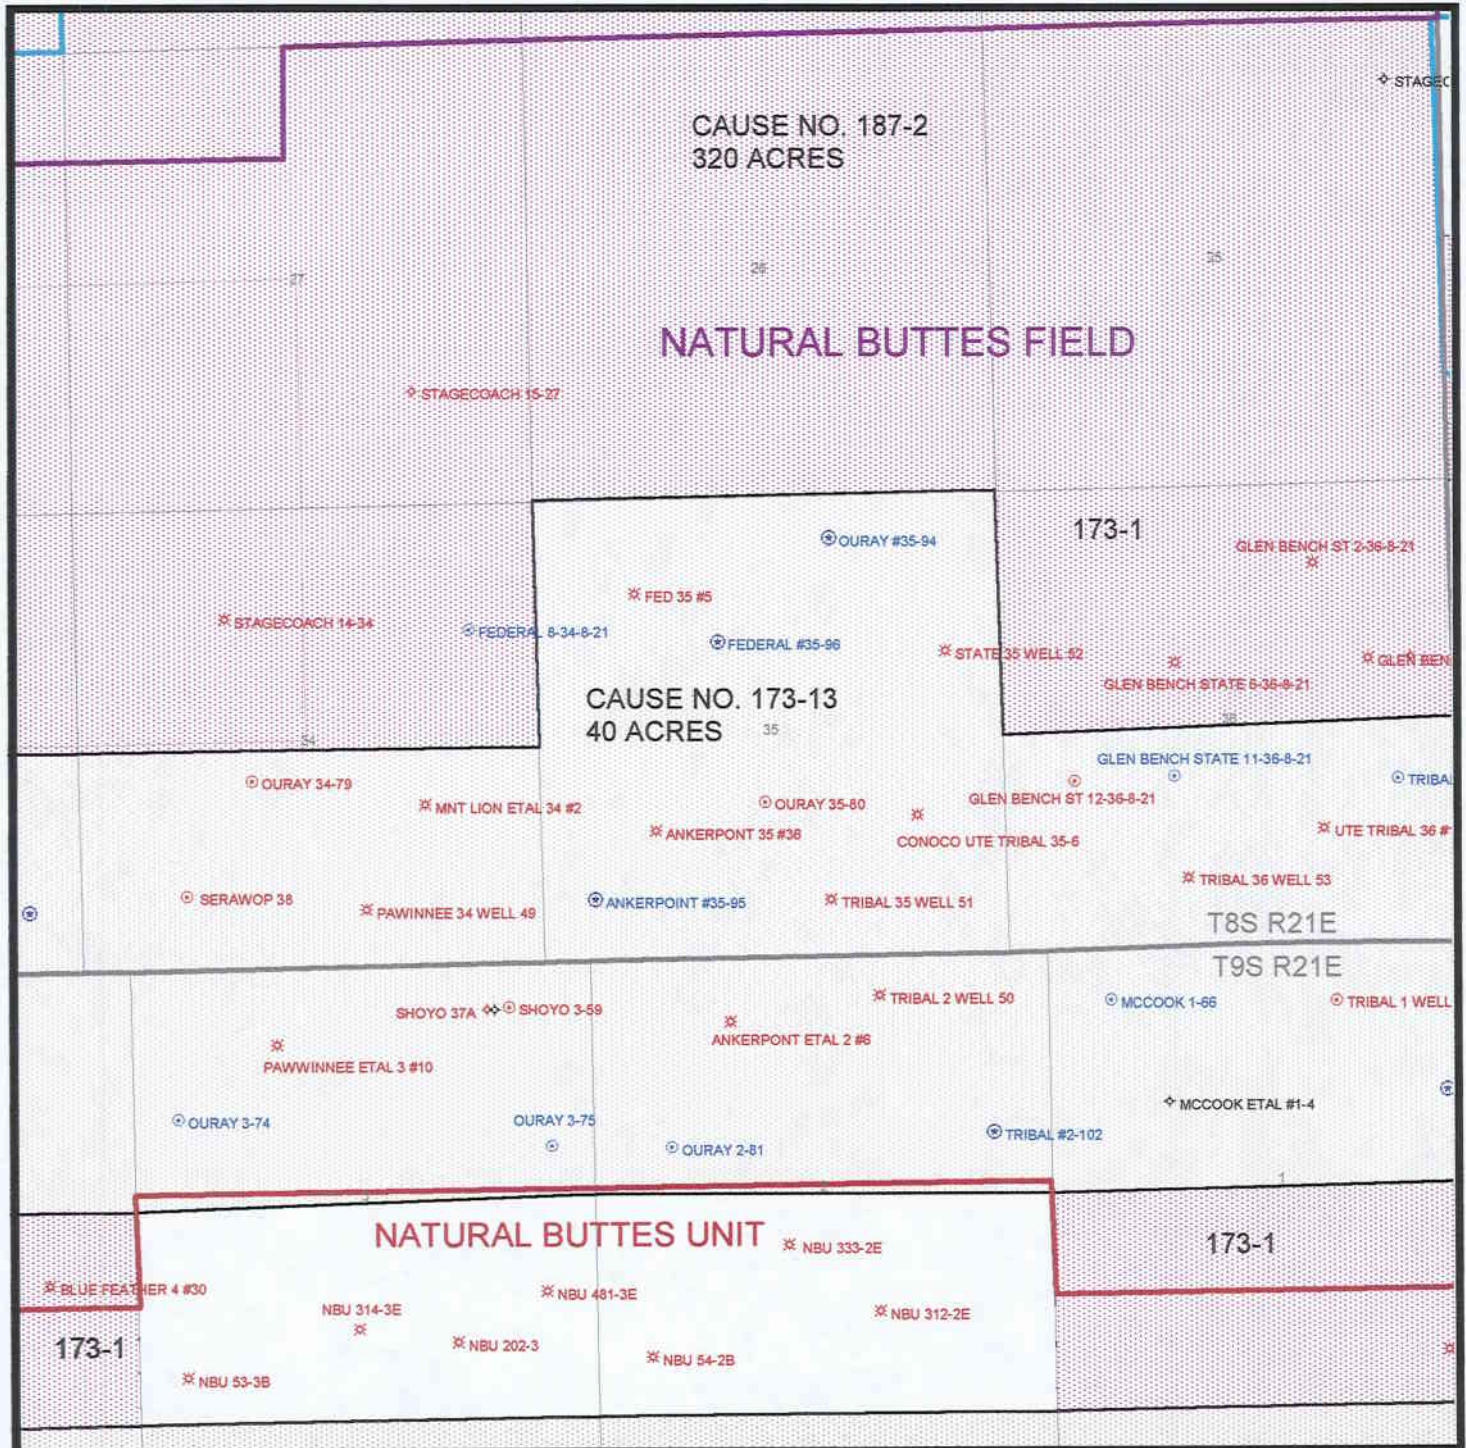 STAGEC
CAUSE NO. 187-2
320 ACRES
27
26
25
NATURAL BUTTES FIELD
STAGECOACH 15-27
173-1
OURAY #35-94
GLEN BENCH ST 2-36-8-21
FED 35 #5
STAGECOACH 14-34
FEDERAL 8-34-8-21
FEDERAL #35-96
STATE 35 WELL 52
GLEN BEN
GLEN BENCH STATE 6-36-8-21
CAUSE NO. 173-13
40 ACRES
35
36
34
GLEN BENCH STATE 11-36-8-21
OURAY 34-79
TRIBA
MNT LION ETAL 34 #2
OURAY 35-80
GLEN BENCH ST 12-36-8-21
ANKERPONT 35 #36
CONOCO UTE TRIBAL 35-6
UTE TRIBAL 36 #
SERAWOP 38
PAWINNEE 34 WELL 49
ANKERPOINT #35-95
TRIBAL 35 WELL 51
TRIBAL 36 WELL 53
T8S R21E
T9S R21E
SHOYO 37A
SHOYO 3-59
TRIBAL 2 WELL 50
MCCOOK 1-66
TRIBAL 1 WELL
ANKERPONT ETAL 2 #6
PAWWINNEE ETAL 3 #10
MCCOOK ETAL #1-4
OURAY 3-74
OURAY 3-75
OURAY 2-81
TRIBAL #2-102
3
2
1
NATURAL BUTTES UNIT
NBU 333-2E
173-1
BLUE FEATHER 4 #30
NBU 314-3E
NBU 481-3E
NBU 312-2E
173-1
NBU 202-3
NBU 54-2B
NBU 53-3B